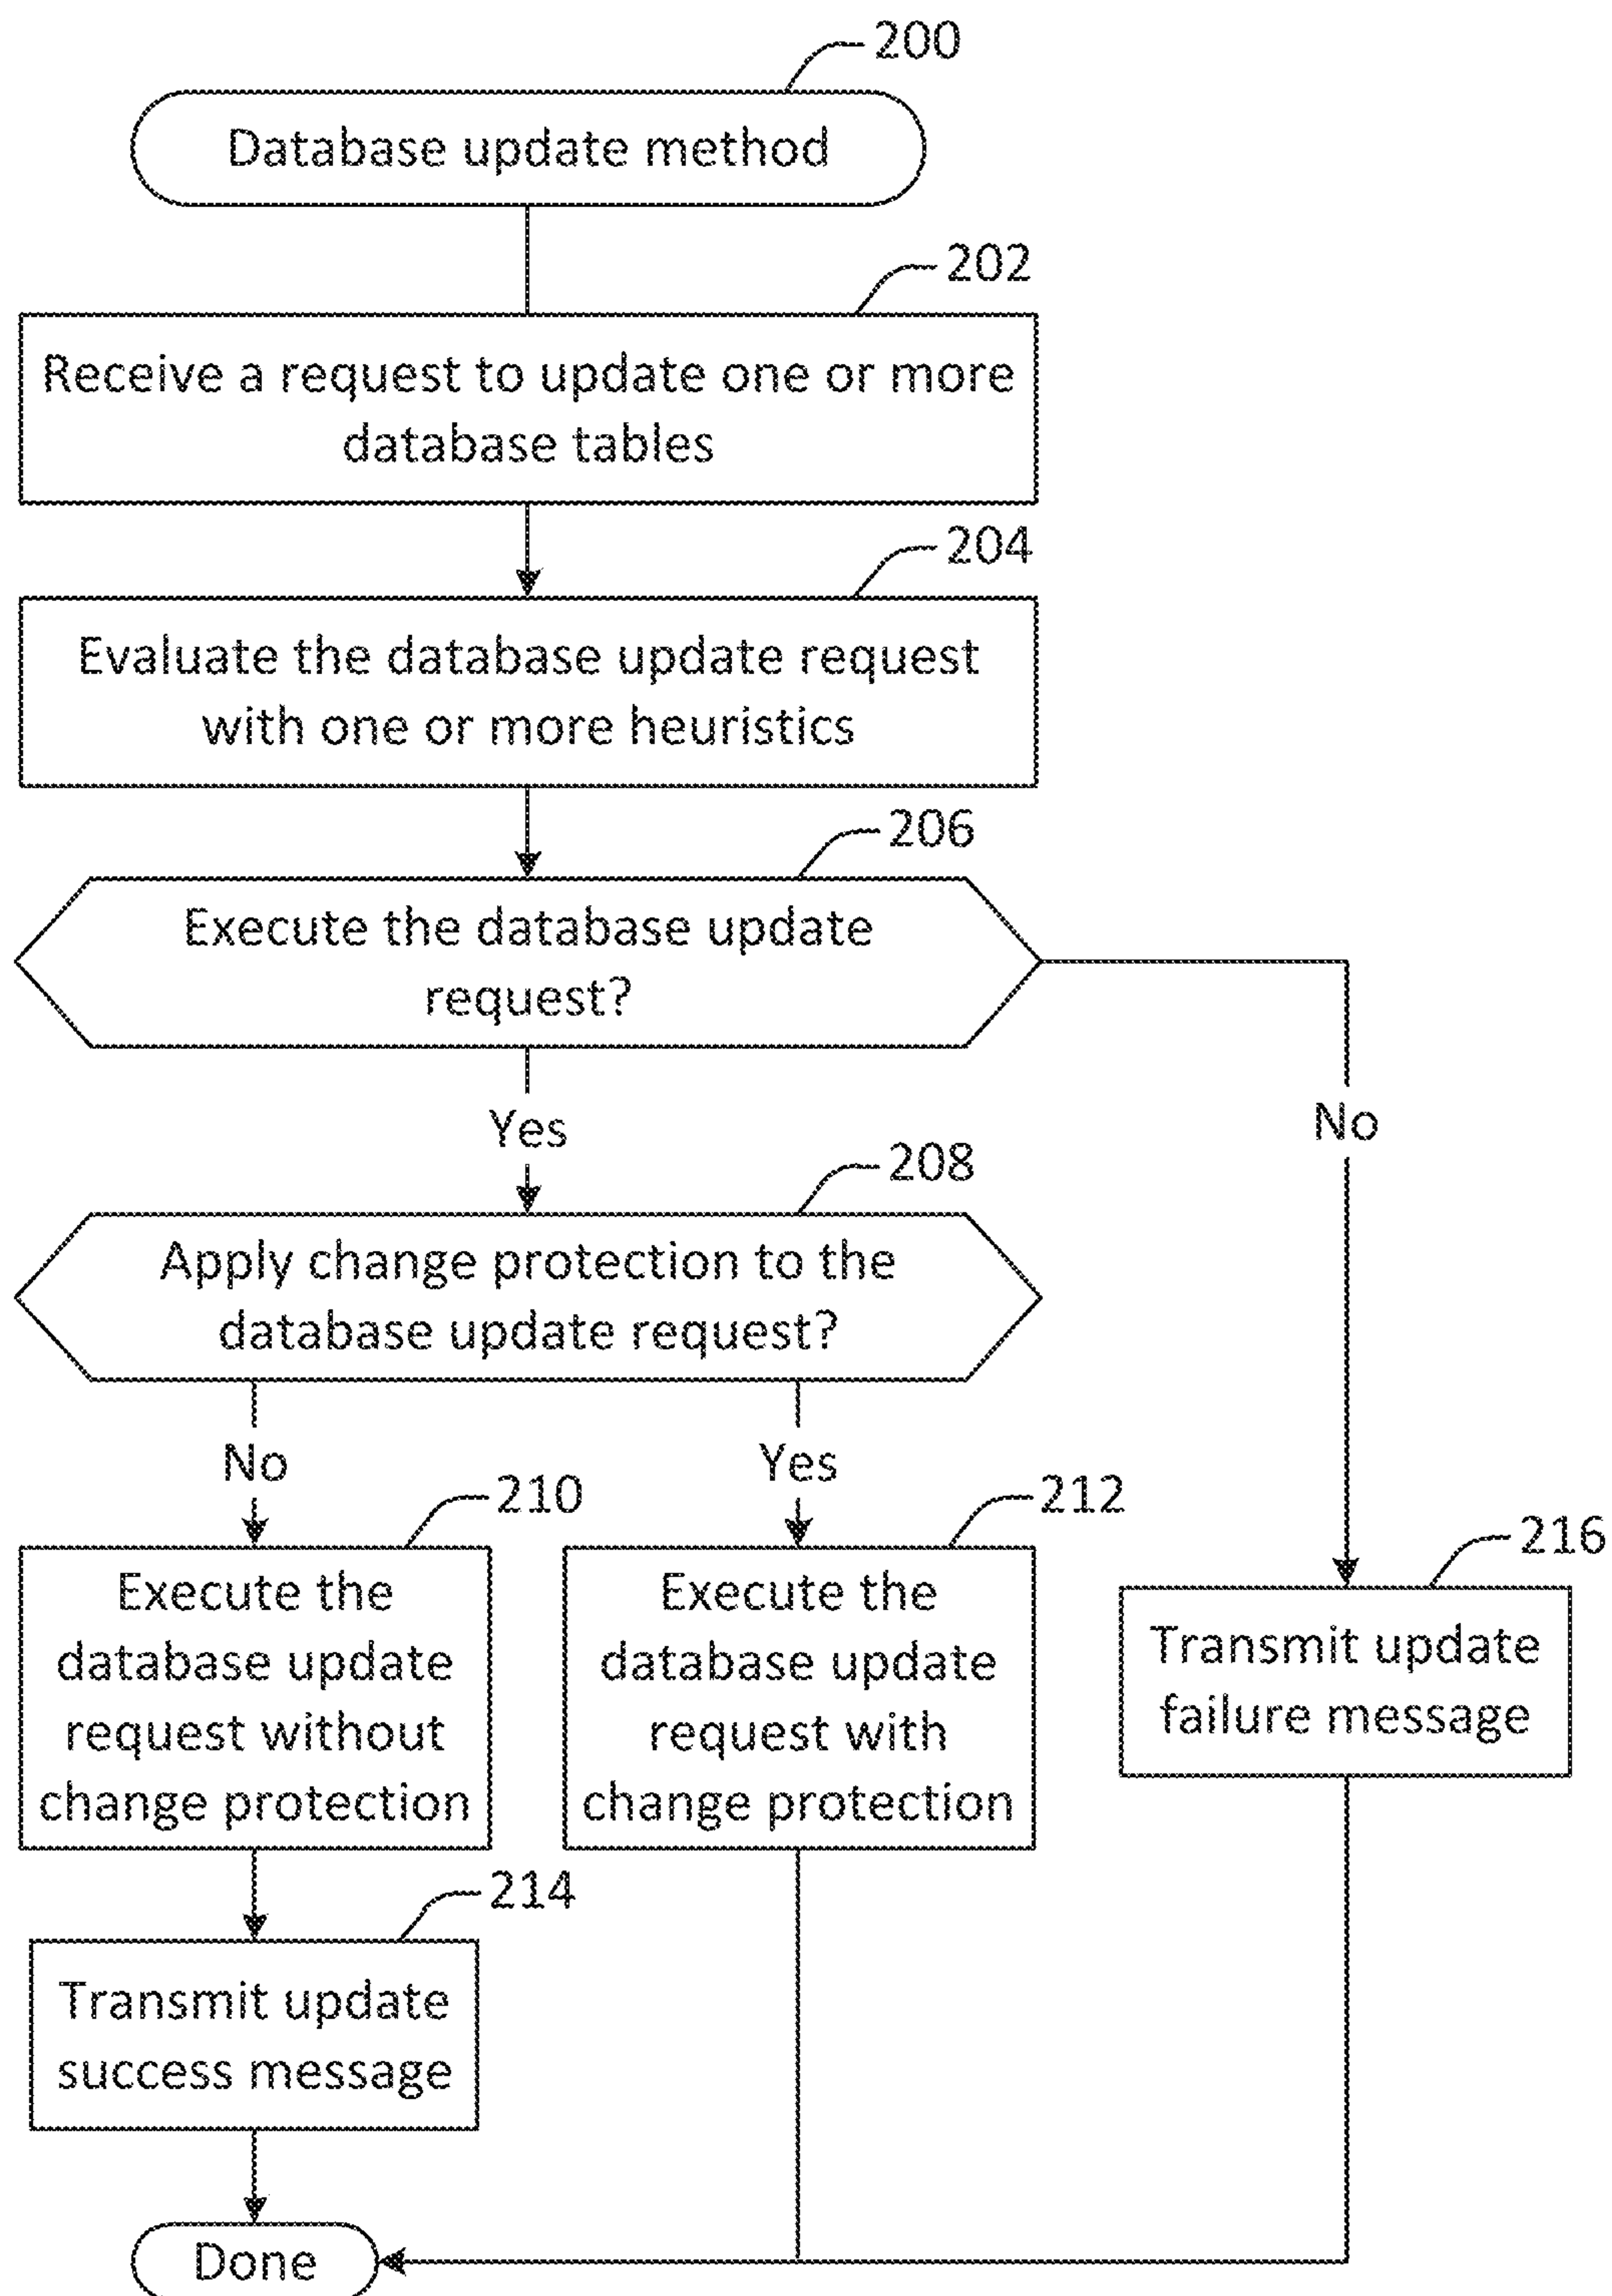 200
Database update method
202
Receive a request to update one or more
database tables
204
Evaluate the database update request
with one or more heuristics
206
Execute the database update
request?
Yes
No
208
Apply change protection to the
database update request?
No
Yes
210
Execute the
database update
request without
change protection
212
Execute the
database update
request with
change protection
216
Transmit update
failure message
214
Transmit update
success message
Done